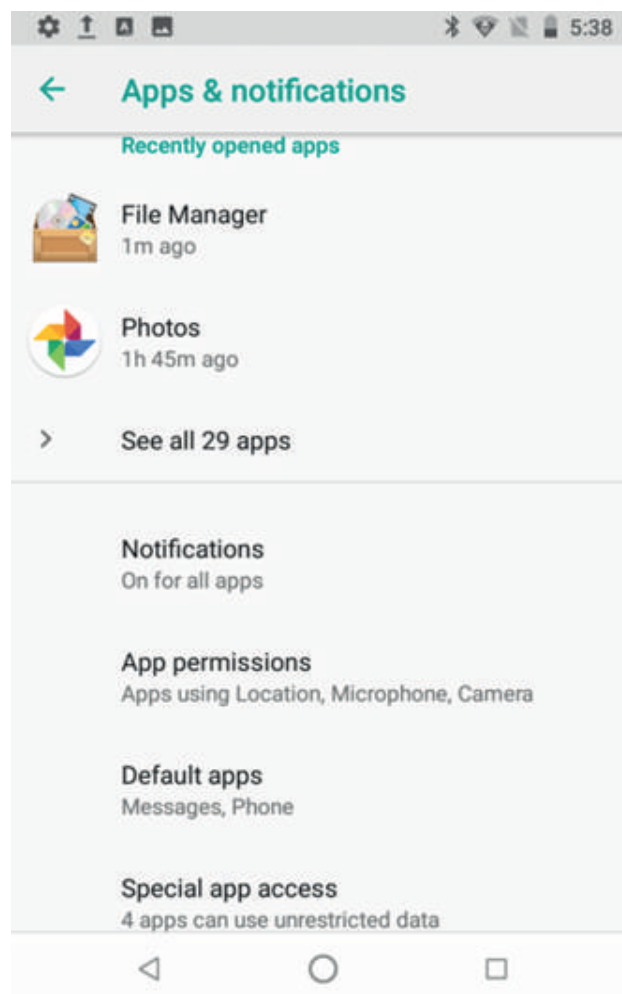 5:38
Apps & notifications
Recently opened apps
File Manager
1m ago
Photos
1h 45m ago
See all 29 apps
Notifications
On for all apps
App permissions
Apps using Location, Microphone, Camera
Default apps
Messages, Phone
Special app access
4 apps can use unrestricted data